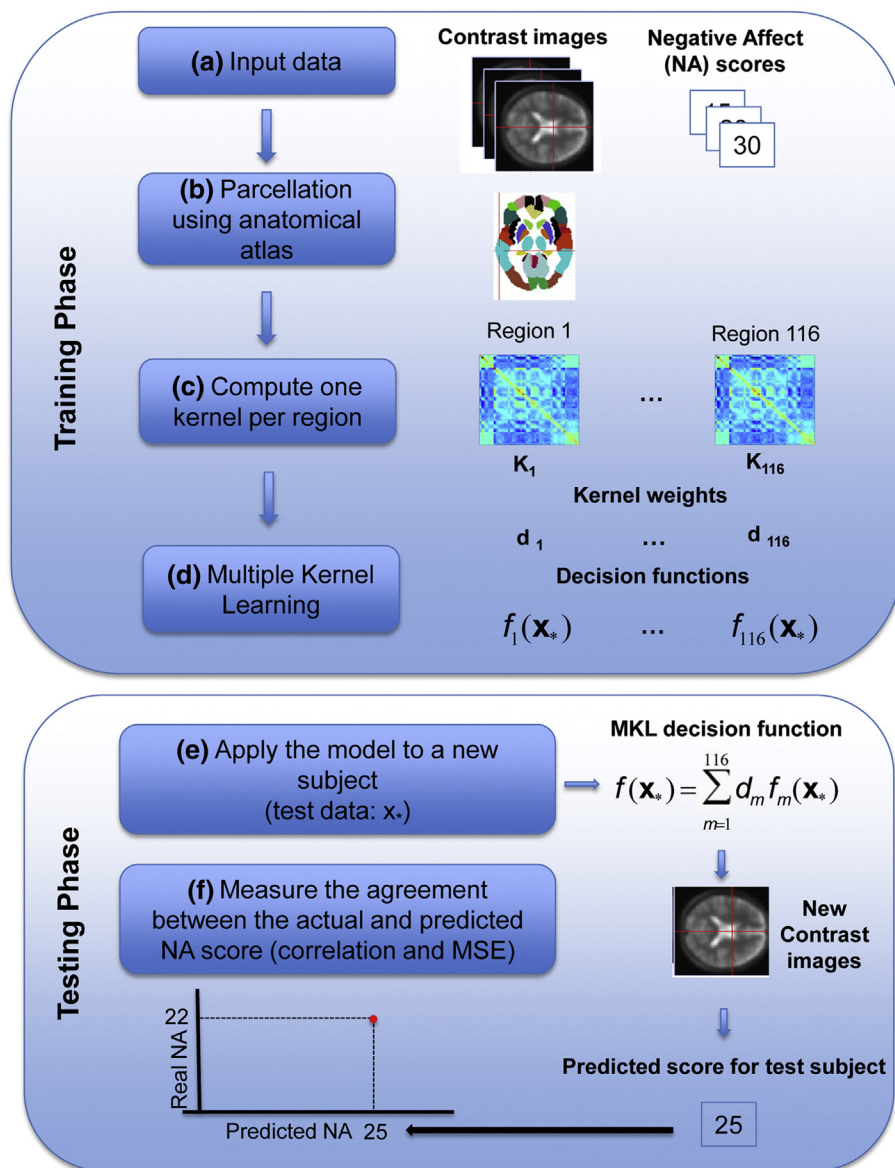 Training Phase
(a) Input data
Contrast images
Negative Affect
(NA) scores
30
(b) Parcellation
using anatomical
atlas
Region 1
Region 116
(c) Compute one
kernel per region
...
K₁
K₁₁₆
Kernel weights
d ₁
...
d ₁₁₆
(d) Multiple Kernel
Learning
Decision functions
f₁(x*)
...
f₁₁₆(x*)
Testing Phase
(e) Apply the model to a new
subject
(test data: x*)
MKL decision function
f(x*) = ∑_{m=1}^{116} d_m f_m(x*)
(f) Measure the agreement
between the actual and predicted
NA score (correlation and MSE)
New
Contrast
images
22
Real NA
Predicted NA 25
Predicted score for test subject
25